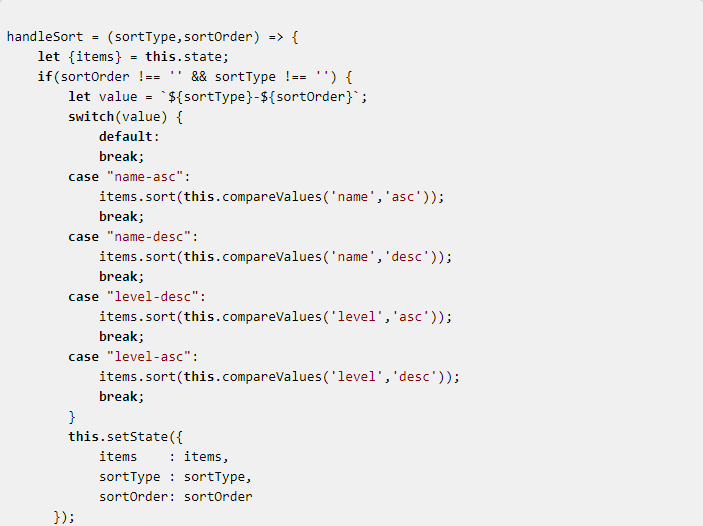 handleSort = (sortType,sortOrder) => {
    let {items} = this.state;
    if(sortOrder !== '' && sortType !== '') {
        let value = `${sortType}-${sortOrder}`;
        switch(value) {
            default:
            break;
        case "name-asc":
            items.sort(this.compareValues('name','asc'));
            break;
        case "name-desc":
            items.sort(this.compareValues('name','desc'));
            break;
        case "level-desc":
            items.sort(this.compareValues('level','asc'));
            break;
        case "level-asc":
            items.sort(this.compareValues('level','desc'));
            break;
        }
        this.setState({
            items    : items,
            sortType : sortType,
            sortOrder: sortOrder
      });